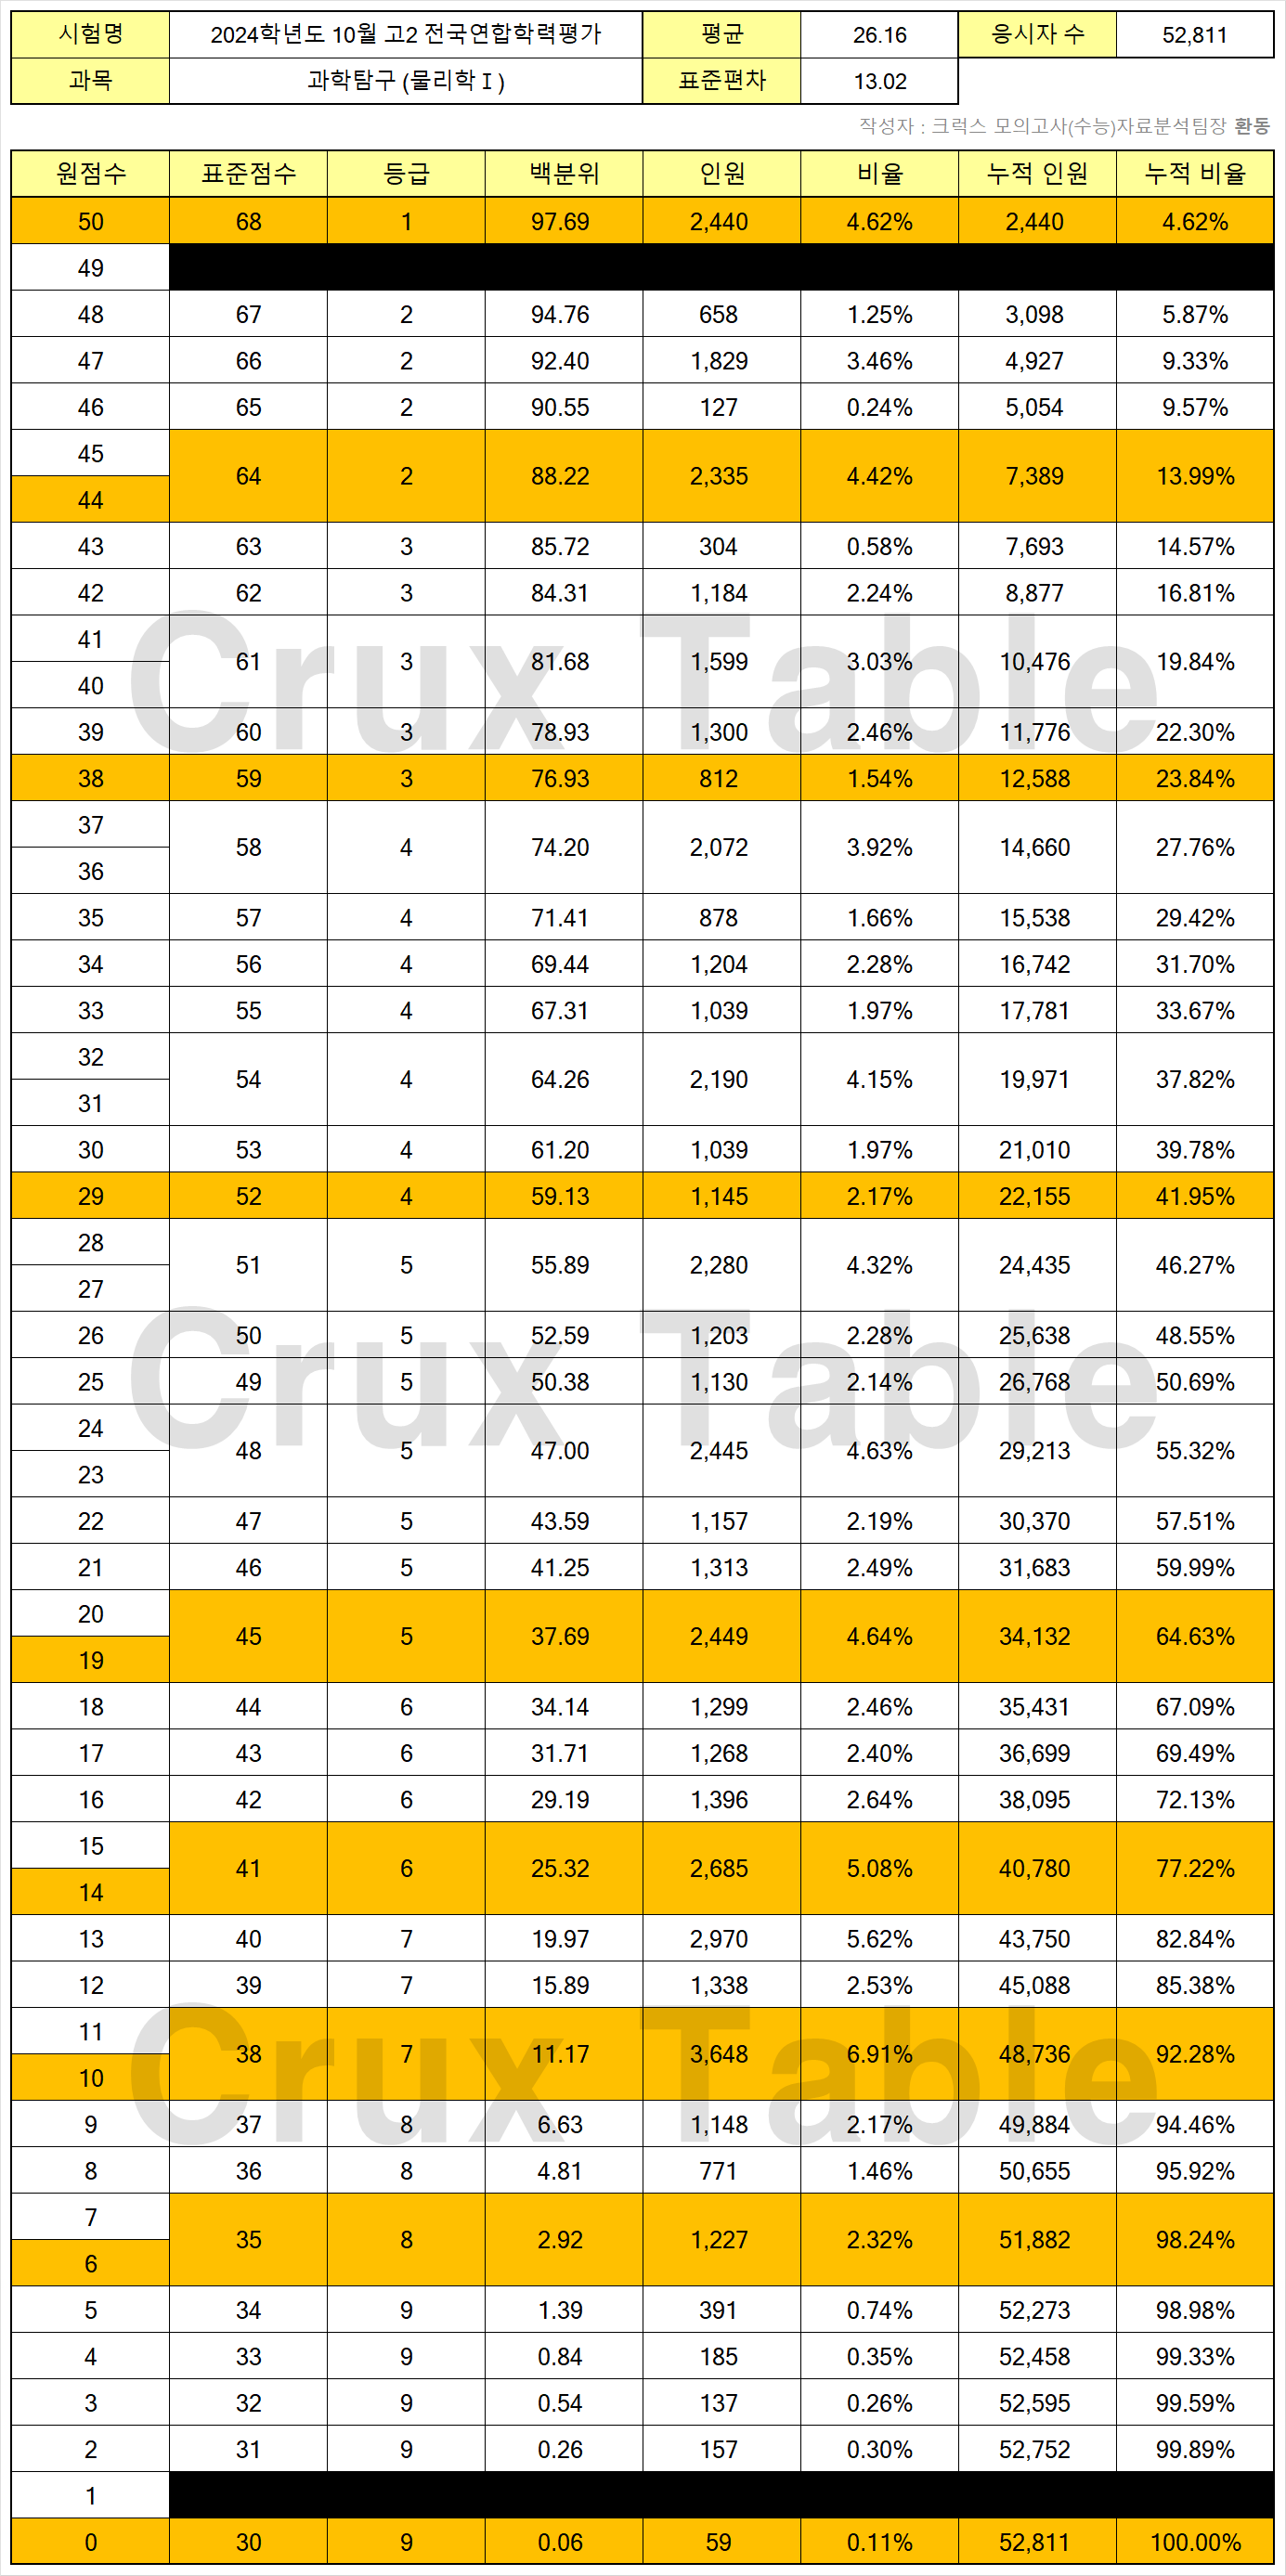 시험명 2024학년도 10월 고2 전국연합학력평가 평균 26.16 응시자 수 52,811
과목 과학탐구 (물리학 I) 표준편차 13.02
작성자 : 크럭스 모의고사(수능)자료분석팀장 환동
원점수 표준점수 등급 백분위 인원 비율 누적 인원 누적 비율
50 68 1 97.69 2,440 4.62% 2,440 4.62%
49
48 67 2 94.76 658 1.25% 3,098 5.87%
47 66 2 92.40 1,829 3.46% 4,927 9.33%
46 65 2 90.55 127 0.24% 5,054 9.57%
45
64 2 88.22 2,335 4.42% 7,389 13.99%
44
43 63 3 85.72 304 0.58% 7,693 14.57%
42 62 3 84.31 1,184 2.24% 8,877 16.81%
41
61 3 81.68 1,599 3.03% 10,476 19.84%
40
Crux Table
39 60 3 78.93 1,300 2.46% 11,776 22.30%
38 59 3 76.93 812 1.54% 12,588 23.84%
37
58 4 74.20 2,072 3.92% 14,660 27.76%
36
35 57 4 71.41 878 1.66% 15,538 29.42%
34 56 4 69.44 1,204 2.28% 16,742 31.70%
33 55 4 67.31 1,039 1.97% 17,781 33.67%
32
54 4 64.26 2,190 4.15% 19,971 37.82%
31
30 53 4 61.20 1,039 1.97% 21,010 39.78%
29 52 4 59.13 1,145 2.17% 22,155 41.95%
28
51 5 55.89 2,280 4.32% 24,435 46.27%
27
26 50 5 52.59 1,203 2.28% 25,638 48.55%
Crux Table
25 49 5 50.38 1,130 2.14% 26,768 50.69%
24
48 5 47.00 2,445 4.63% 29,213 55.32%
23
22 47 5 43.59 1,157 2.19% 30,370 57.51%
21 46 5 41.25 1,313 2.49% 31,683 59.99%
20
45 5 37.69 2,449 4.64% 34,132 64.63%
19
18 44 6 34.14 1,299 2.46% 35,431 67.09%
17 43 6 31.71 1,268 2.40% 36,699 69.49%
16 42 6 29.19 1,396 2.64% 38,095 72.13%
15
41 6 25.32 2,685 5.08% 40,780 77.22%
14
13 40 7 19.97 2,970 5.62% 43,750 82.84%
12 39 7 15.89 1,338 2.53% 45,088 85.38%
11
38 7 11.17 3,648 6.91% 48,736 92.28%
10
Crux Table
9 37 8 6.63 1,148 2.17% 49,884 94.46%
8 36 8 4.81 771 1.46% 50,655 95.92%
7
35 8 2.92 1,227 2.32% 51,882 98.24%
6
5 34 9 1.39 391 0.74% 52,273 98.98%
4 33 9 0.84 185 0.35% 52,458 99.33%
3 32 9 0.54 137 0.26% 52,595 99.59%
2 31 9 0.26 157 0.30% 52,752 99.89%
1
0 30 9 0.06 59 0.11% 52,811 100.00%